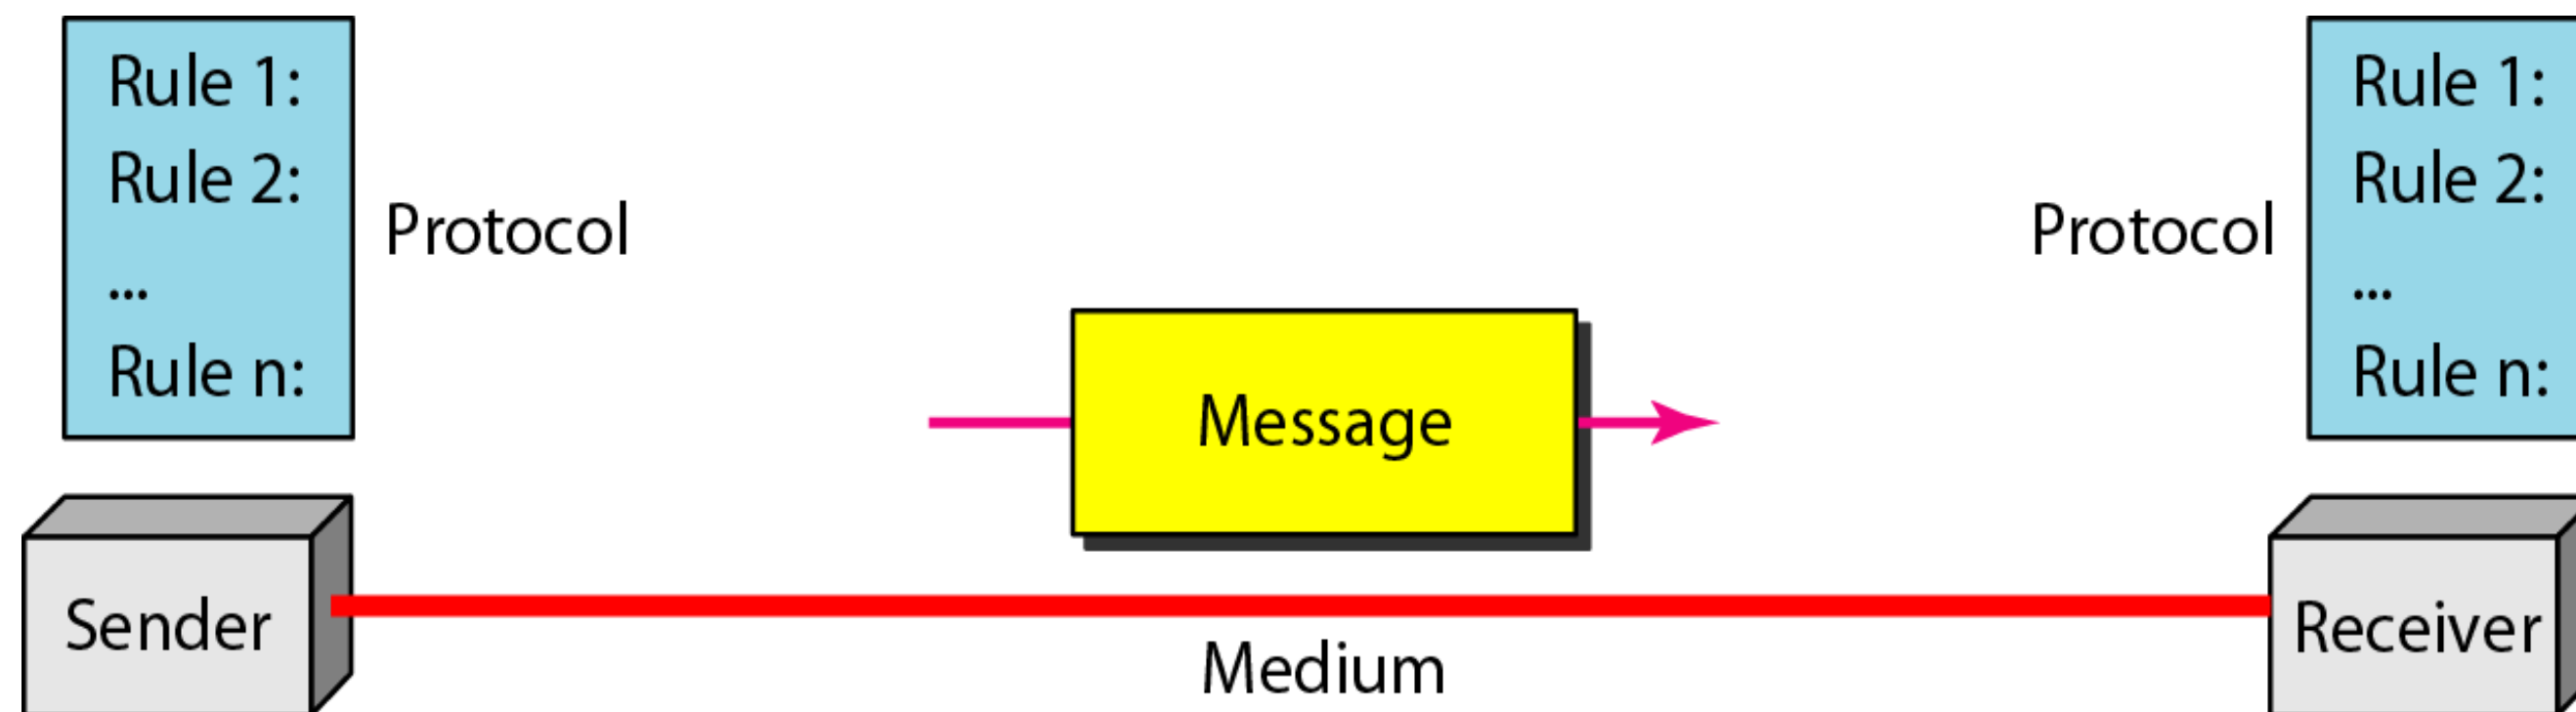 Rule 1:
Rule 2:
...
Rule n:
Protocol
Message
Protocol
Rule 1:
Rule 2:
...
Rule n:
Sender
Medium
Receiver